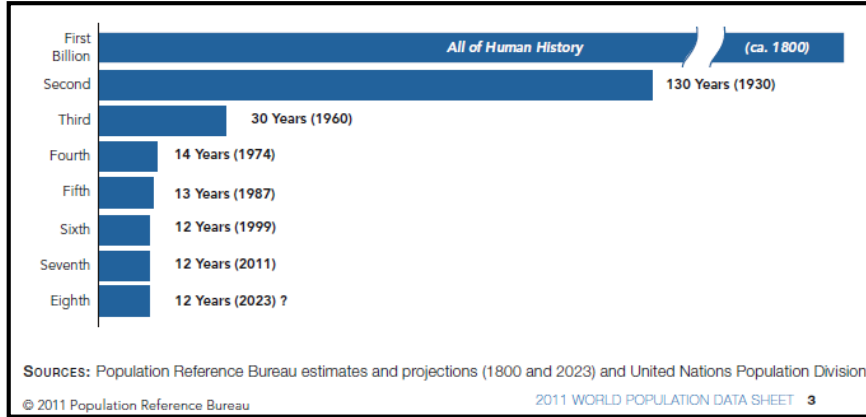 First
Billion
All of Human History (ca. 1800)
Second 130 Years (1930)
Third 30 Years (1960)
Fourth 14 Years (1974)
Fifth 13 Years (1987)
Sixth 12 Years (1999)
Seventh 12 Years (2011)
Eighth 12 Years (2023) ?
SOURCES: Population Reference Bureau estimates and projections (1800 and 2023) and United Nations Population Division
© 2011 Population Reference Bureau 2011 WORLD POPULATION DATA SHEET 3